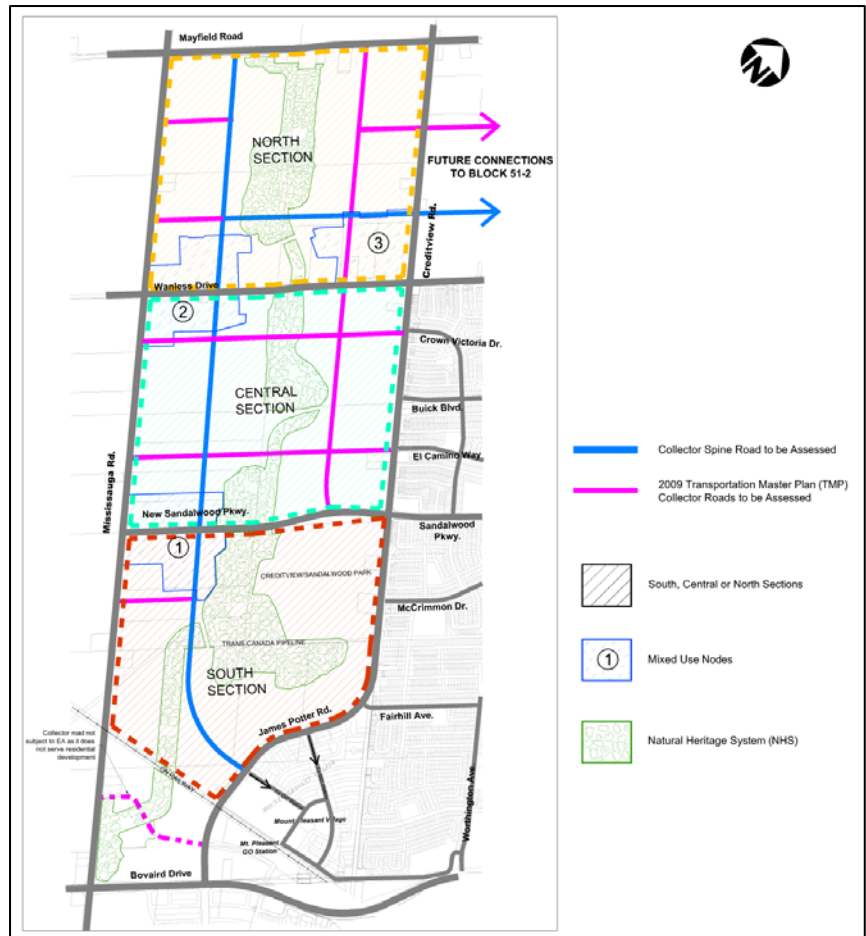 Mayfield Road
N
NORTH
SECTION
FUTURE CONNECTIONS
TO BLOCK 51-2
Creditview Rd.
3
Wanless Drive
2
Crown Victoria Dr.
CENTRAL
SECTION
Buick Blvd.
El Camino Way
Mississauga Rd.
New Sandalwood Pkwy.
Sandalwood
Pkwy.
1
CREDITVIEW/SANDALWOOD PARK
McCrimmon Dr.
TRANS-CANADA PIPELINE
SOUTH
SECTION
James Potter Rd.
Fairhill Ave.
Collector road not
subject to EA as it does
not serve residential
development
CN RAILWAY
Mount Pleasant Village
Mt. Pleasant
GO Station
Worthington Ave.
Bovaird Drive
Collector Spine Road to be Assessed
2009 Transportation Master Plan (TMP)
Collector Roads to be Assessed
South, Central or North Sections
1
Mixed Use Nodes
Natural Heritage System (NHS)